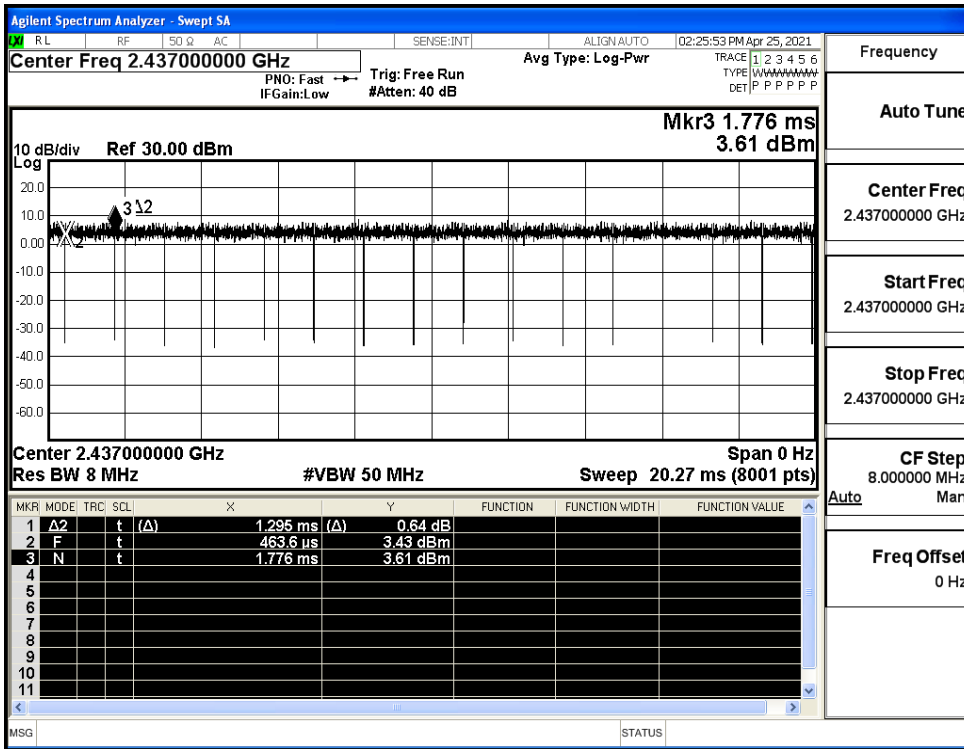 Agilent Spectrum Analyzer - Swept SA
LXI RL RF 50 Ω AC SENSE:INT ALIGN AUTO 02:25:53 PM Apr 25, 2021
Center Freq 2.437000000 GHz
PNO: Fast
IFGain:Low
Trig: Free Run
#Atten: 40 dB
Avg Type: Log-Pwr
TRACE 1 2 3 4 5 6
TYPE WWWWWW
DET P P P P P P
Mkr3 1.776 ms
3.61 dBm
10 dB/div Ref 30.00 dBm
Log
20.0
10.0
0.00
-10.0
-20.0
-30.0
-40.0
-50.0
-60.0
3 Δ2
2
Center 2.437000000 GHz Span 0 Hz
Res BW 8 MHz #VBW 50 MHz Sweep 20.27 ms (8001 pts)
MKR MODE TRC SCL X Y FUNCTION FUNCTION WIDTH FUNCTION VALUE
1 Δ2 t (Δ) 1.295 ms (Δ) 0.64 dB
2 F t 463.6 µs 3.43 dBm
3 N t 1.776 ms 3.61 dBm
4
5
6
7
8
9
10
11
MSG STATUS
Frequency
Auto Tune
Center Freq
2.437000000 GHz
Start Freq
2.437000000 GHz
Stop Freq
2.437000000 GHz
CF Step
8.000000 MHz
Auto Man
Freq Offset
0 Hz